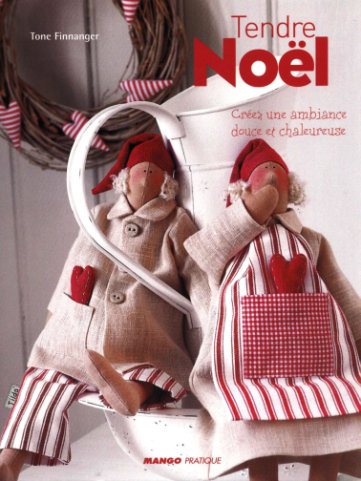 Tone Finnanger
Tendre
Noël
Créez une ambiance
douce et chaleureuse
MANGO PRATIQUE